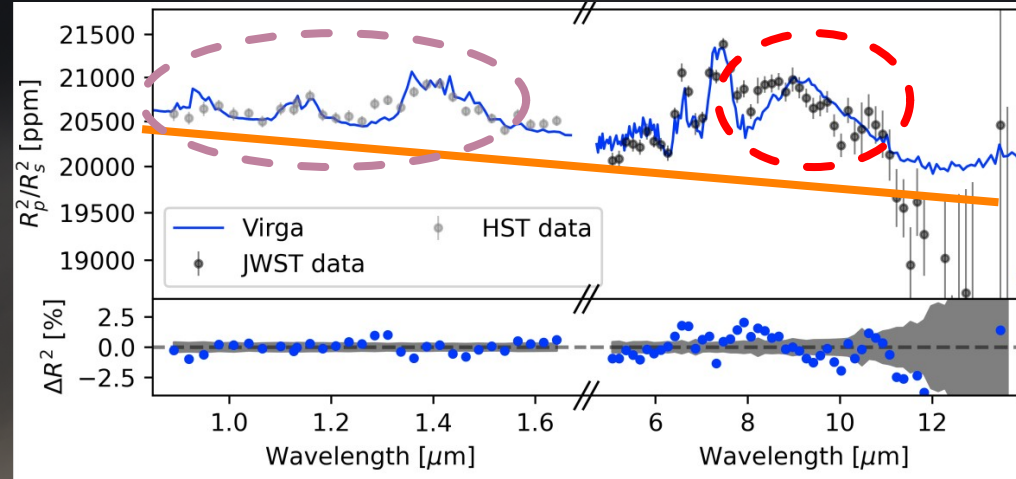 21500
21000
20500
20000
19500
19000
R_p^2/R_s^2 [ppm]
Virga
JWST data
HST data
2.5
0.0
−2.5
ΔR^2 [%]
1.0 1.2 1.4 1.6 6 8 10 12
Wavelength [μm] Wavelength [μm]